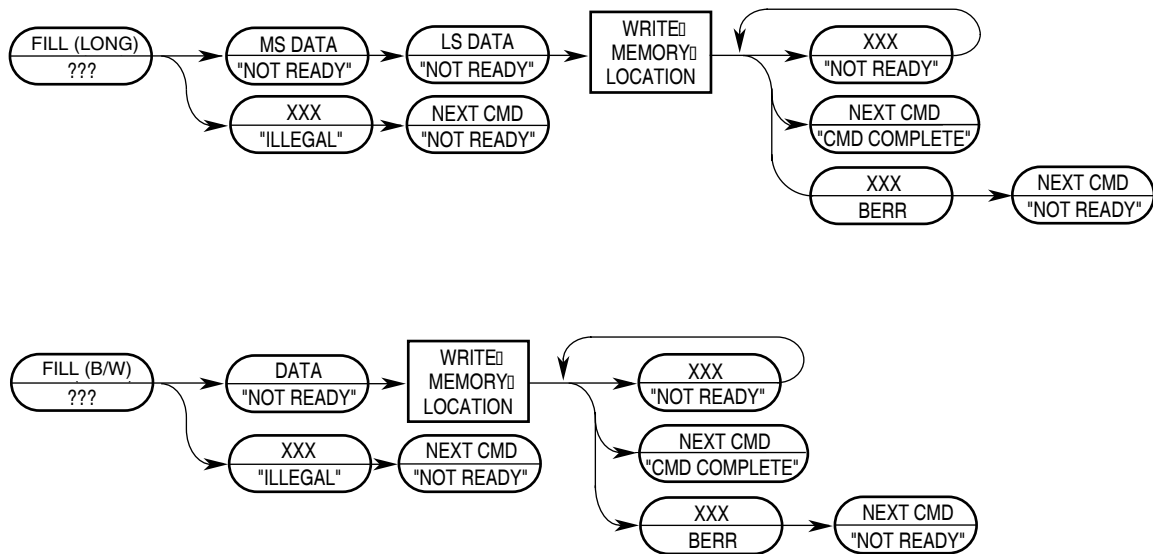 FILL (LONG)
???
MS DATA
"NOT READY"
LS DATA
"NOT READY"
WRITE▯
MEMORY▯
LOCATION
XXX
"NOT READY"
XXX
"ILLEGAL"
NEXT CMD
"NOT READY"
NEXT CMD
"CMD COMPLETE"
XXX
BERR
NEXT CMD
"NOT READY"
FILL (B/W)
???
DATA
"NOT READY"
WRITE▯
MEMORY▯
LOCATION
XXX
"NOT READY"
XXX
"ILLEGAL"
NEXT CMD
"NOT READY"
NEXT CMD
"CMD COMPLETE"
XXX
BERR
NEXT CMD
"NOT READY"